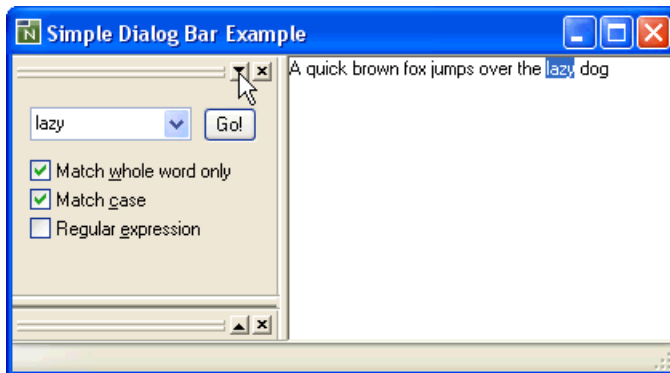 Simple Dialog Bar Example
A quick brown fox jumps over the lazy dog
lazy
Go!
Match whole word only
Match case
Regular expression